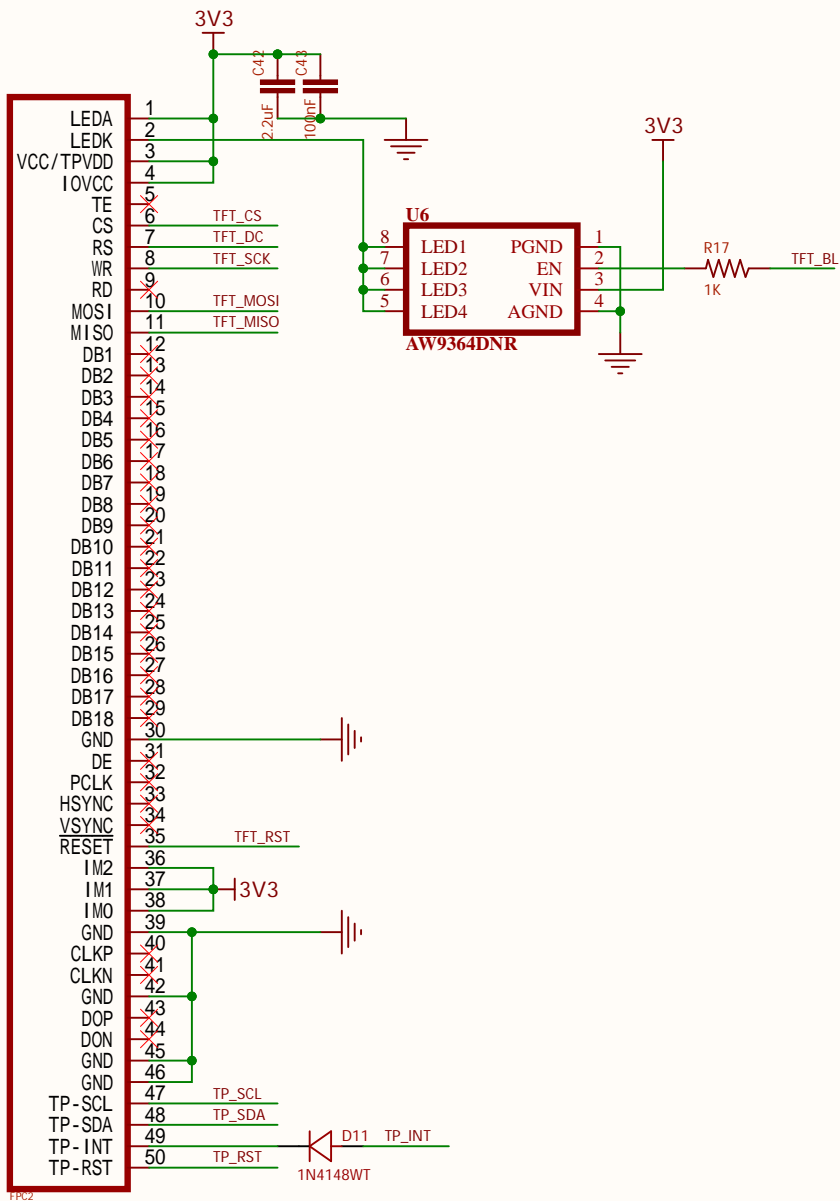 3V3
C42
2.2uF
C43
100nF
LEDA 1
LEDK 2
VCC/TPVDD 3
IOVCC 4
TE 5
CS 6 TFT_CS
RS 7 TFT_DC
WR 8 TFT_SCK
RD 9
MOSI 10 TFT_MOSI
MISO 11 TFT_MISO
DB1 12
DB2 13
DB3 14
DB4 15
DB5 16
DB6 17
DB7 18
DB8 19
DB9 20
DB10 21
DB11 22
DB12 23
DB13 24
DB14 25
DB15 26
DB16 27
DB17 28
DB18 29
GND 30
DE 31
PCLK 32
HSYNC 33
VSYNC 34
RESET 35 TFT_RST
IM2 36
IM1 37 3V3
IM0 38
GND 39
CLKP 40
CLKN 41
GND 42
DOP 43
DON 44
GND 45
GND 46
TP-SCL 47 TP_SCL
TP-SDA 48 TP_SDA
TP-INT 49 D11 TP_INT
1N4148WT
TP-RST 50 TP_RST
FPC2
3V3
U6
8 LED1 PGND 1
7 LED2 EN 2
6 LED3 VIN 3
5 LED4 AGND 4
AW9364DNR
R17
1K
TFT_BL